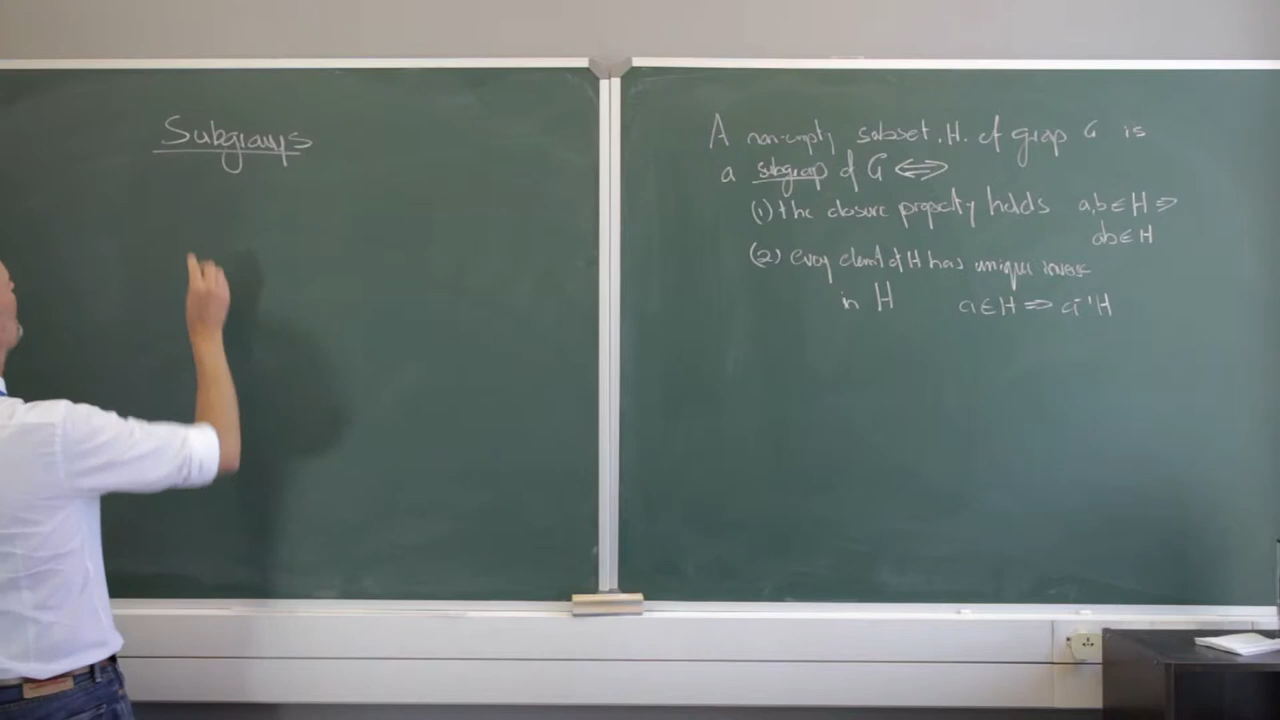 Subgroups
A non-empty subset, H. of group G is
a subgroup of G ⇔
(1) the closure property holds a,b ∈ H ⇒
ab ∈ H
(2) every element of H has unique inverse
in H a ∈ H ⇒ a⁻¹ H